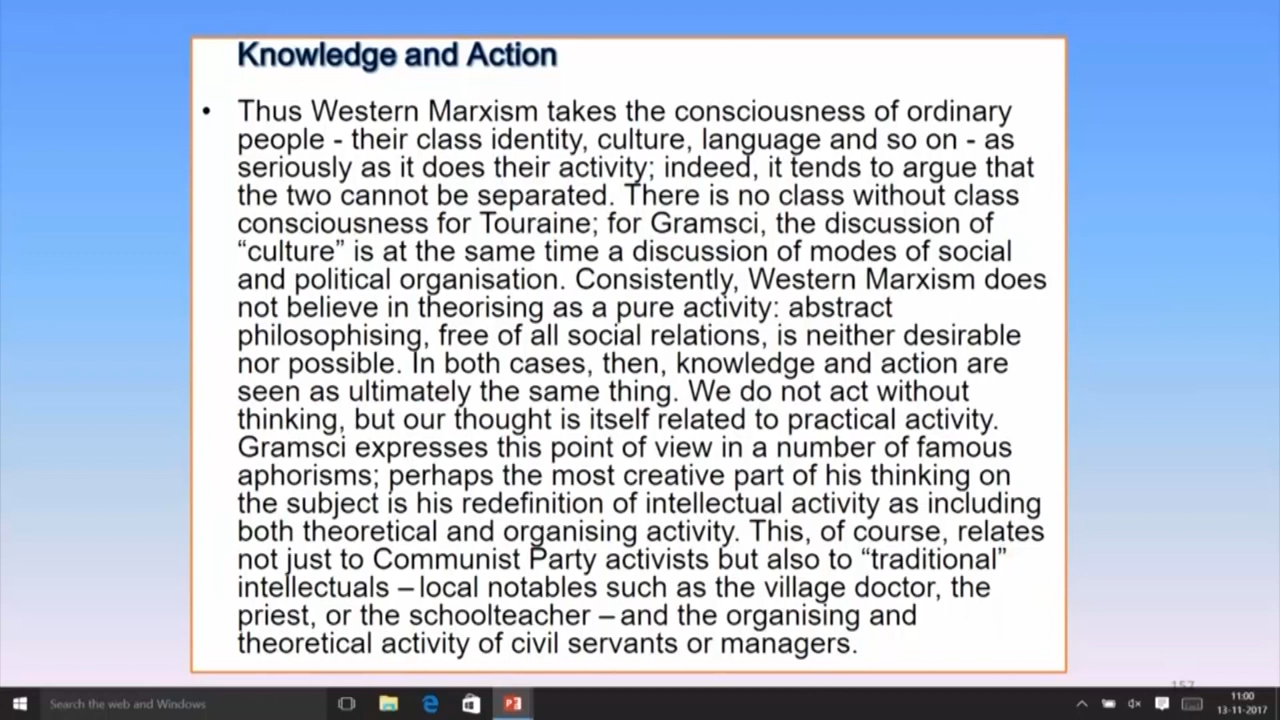 Knowledge and Action
• Thus Western Marxism takes the consciousness of ordinary
people - their class identity, culture, language and so on - as
seriously as it does their activity; indeed, it tends to argue that
the two cannot be separated. There is no class without class
consciousness for Touraine; for Gramsci, the discussion of
“culture” is at the same time a discussion of modes of social
and political organisation. Consistently, Western Marxism does
not believe in theorising as a pure activity: abstract
philosophising, free of all social relations, is neither desirable
nor possible. In both cases, then, knowledge and action are
seen as ultimately the same thing. We do not act without
thinking, but our thought is itself related to practical activity.
Gramsci expresses this point of view in a number of famous
aphorisms; perhaps the most creative part of his thinking on
the subject is his redefinition of intellectual activity as including
both theoretical and organising activity. This, of course, relates
not just to Communist Party activists but also to “traditional”
intellectuals – local notables such as the village doctor, the
priest, or the schoolteacher – and the organising and
theoretical activity of civil servants or managers.
157
Search the web and Windows
11:00
13-11-2017